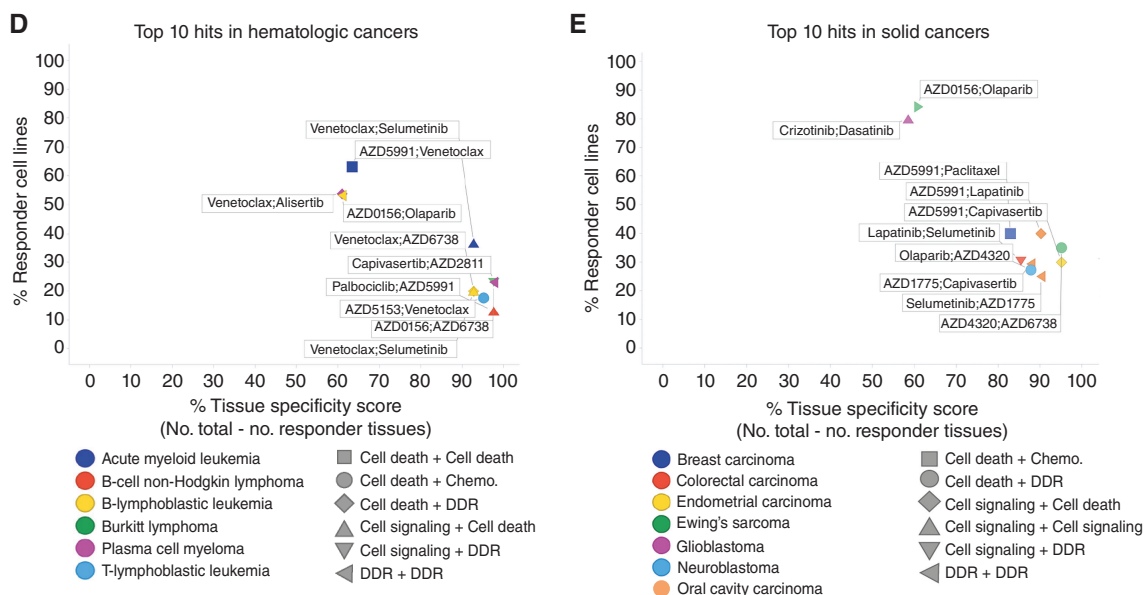 D
Top 10 hits in hematologic cancers
% Responder cell lines
100
90
80
70
60
50
40
30
20
10
0
Venetoclax;Selumetinib
AZD5991;Venetoclax
Venetoclax;Alisertib
AZD0156;Olaparib
Venetoclax;AZD6738
Capivasertib;AZD2811
Palbociclib;AZD5991
AZD5153;Venetoclax
AZD0156;AZD6738
Venetoclax;Selumetinib
0 10 20 30 40 50 60 70 80 90 100
% Tissue specificity score
(No. total - no. responder tissues)
Acute myeloid leukemia
B-cell non-Hodgkin lymphoma
B-lymphoblastic leukemia
Burkitt lymphoma
Plasma cell myeloma
T-lymphoblastic leukemia
Cell death + Cell death
Cell death + Chemo.
Cell death + DDR
Cell signaling + Cell death
Cell signaling + DDR
DDR + DDR
E
Top 10 hits in solid cancers
% Responder cell lines
100
90
80
70
60
50
40
30
20
10
0
AZD0156;Olaparib
Crizotinib;Dasatinib
AZD5991;Paclitaxel
AZD5991;Lapatinib
AZD5991;Capivasertib
Lapatinib;Selumetinib
Olaparib;AZD4320
AZD1775;Capivasertib
Selumetinib;AZD1775
AZD4320;AZD6738
0 10 20 30 40 50 60 70 80 90 100
% Tissue specificity score
(No. total - no. responder tissues)
Breast carcinoma
Colorectal carcinoma
Endometrial carcinoma
Ewing's sarcoma
Glioblastoma
Neuroblastoma
Oral cavity carcinoma
Cell death + Chemo.
Cell death + DDR
Cell signaling + Cell death
Cell signaling + Cell signaling
Cell signaling + DDR
DDR + DDR